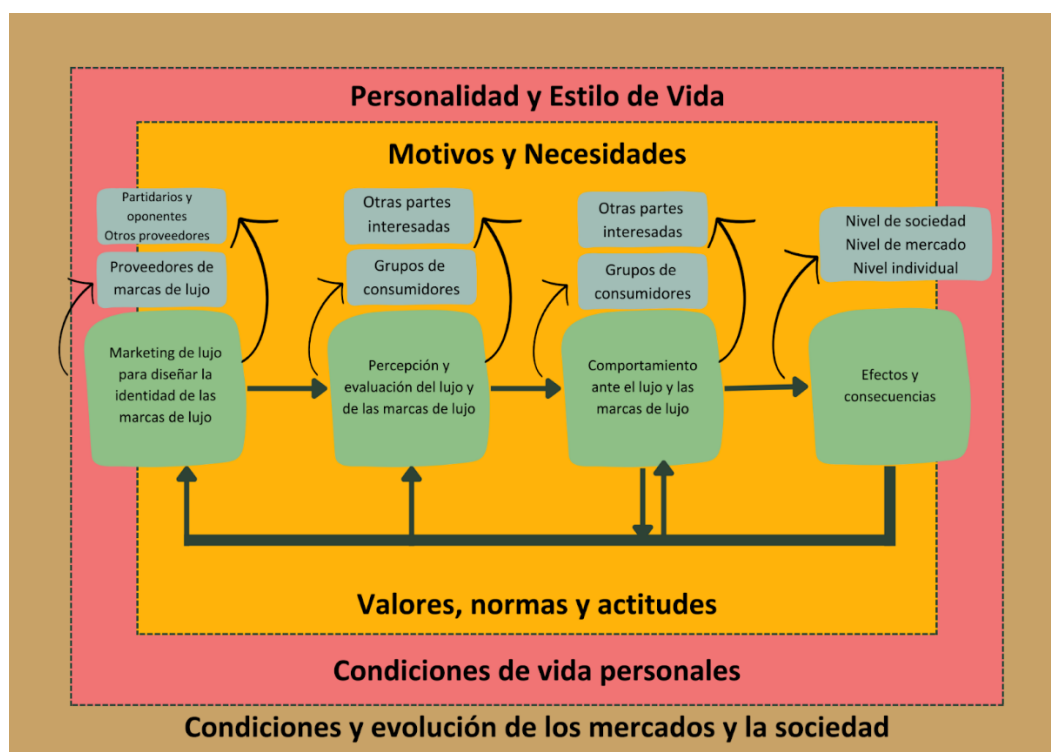 Personalidad y Estilo de Vida
Motivos y Necesidades
Partidarios y
oponentes
Otros proveedores
Proveedores de
marcas de lujo
Marketing de lujo
para diseñar la
identidad de las
marcas de lujo
Otras partes
interesadas
Grupos de
consumidores
Percepción y
evaluación del lujo y
de las marcas de lujo
Otras partes
interesadas
Grupos de
consumidores
Comportamiento
ante el lujo y las
marcas de lujo
Nivel de sociedad
Nivel de mercado
Nivel individual
Efectos y
consecuencias
Valores, normas y actitudes
Condiciones de vida personales
Condiciones y evolución de los mercados y la sociedad